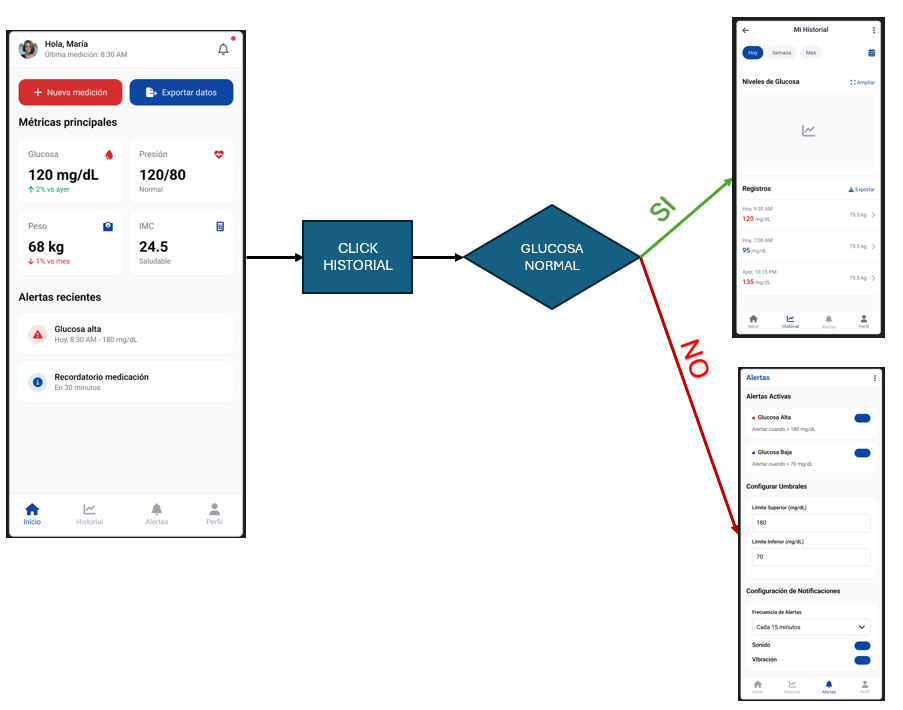 Hola, María
Última medición: 8:30 AM
Nueva medición
Exportar datos
Métricas principales
Glucosa
120 mg/dL
2% vs ayer
Presión
120/80
Normal
Peso
68 kg
1% vs mes
IMC
24.5
Saludable
Alertas recientes
Glucosa alta
Hoy, 8:30 AM - 180 mg/dL
Recordatorio medicación
En 30 minutos
Inicio
Historial
Alertas
Perfil
CLICK
HISTORIAL
GLUCOSA
NORMAL
SI
NO
Mi Historial
Hoy
Semana
Mes
Niveles de Glucosa
Ampliar
Registros
Exportar
Hoy, 9:30 AM
120 mg/dL
75.5 kg
Hoy, 7:00 AM
95 mg/dL
75.5 kg
Ayer, 10:15 PM
135 mg/dL
75.5 kg
Inicio
Historial
Alertas
Perfil
Alertas
Alertas Activas
Glucosa Alta
Alertar cuando > 180 mg/dL
Glucosa Baja
Alertar cuando < 70 mg/dL
Configurar Umbrales
Límite Superior (mg/dL)
180
Límite Inferior (mg/dL)
70
Configuración de Notificaciones
Frecuencia de Alertas
Cada 15 minutos
Sonido
Vibración
Inicio
Historial
Alertas
Perfil